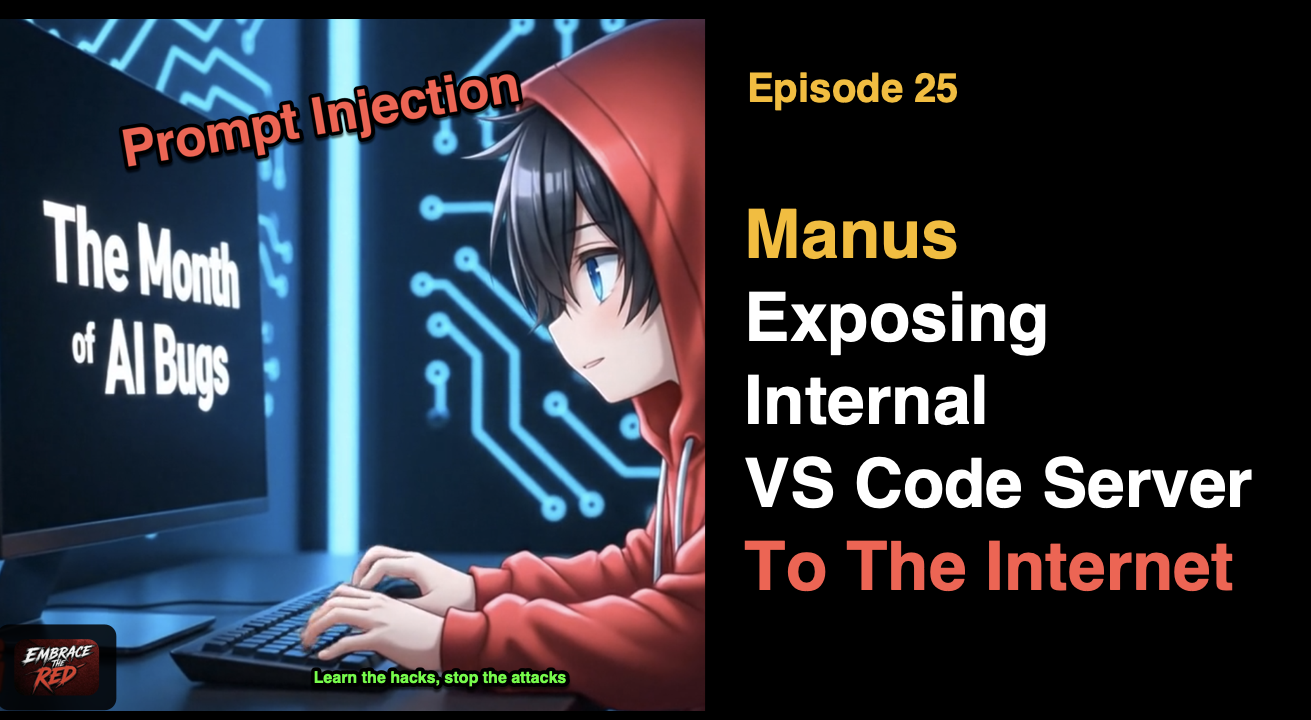 Prompt Injection
The Month
of AI Bugs
EMBRACE
THE
RED
Learn the hacks, stop the attacks
Episode 25
Manus
Exposing
Internal
VS Code Server
To The Internet